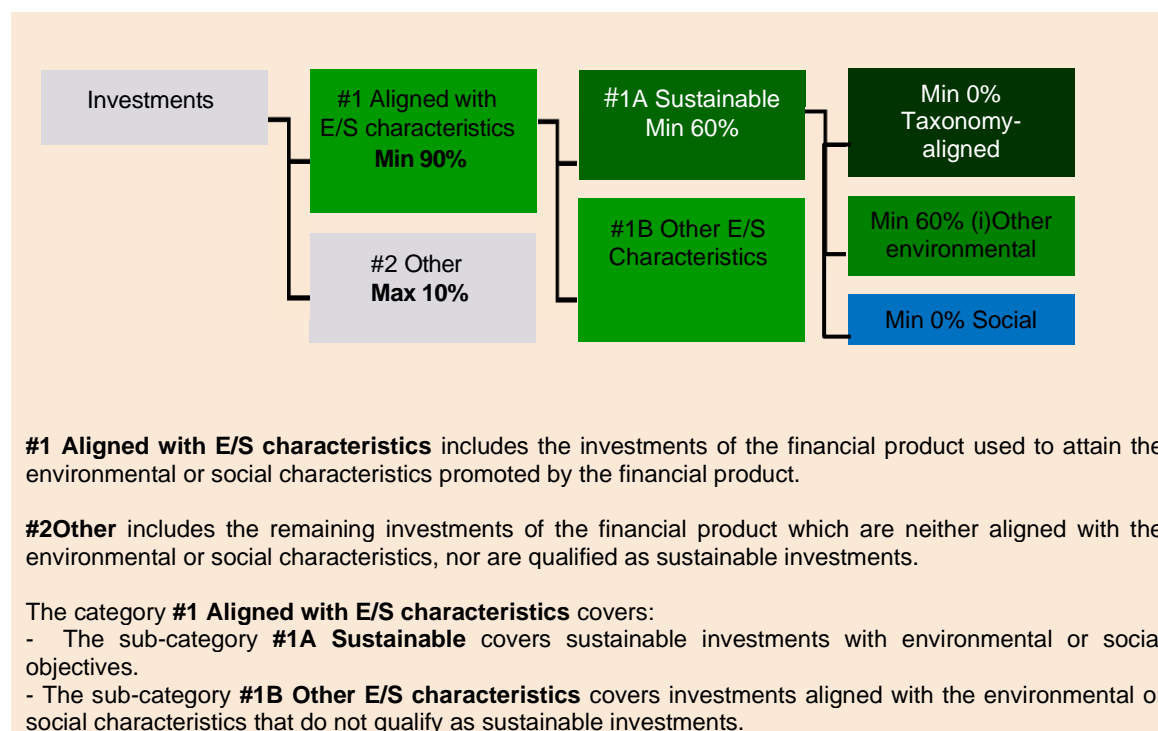 Investments
#1 Aligned with
E/S characteristics
Min 90%
#2 Other
Max 10%
#1A Sustainable
Min 60%
#1B Other E/S
Characteristics
Min 0%
Taxonomy-
aligned
Min 60% (i)Other
environmental
Min 0% Social
#1 Aligned with E/S characteristics includes the investments of the financial product used to attain the
environmental or social characteristics promoted by the financial product.
#2Other includes the remaining investments of the financial product which are neither aligned with the
environmental or social characteristics, nor are qualified as sustainable investments.
The category #1 Aligned with E/S characteristics covers:
- The sub-category #1A Sustainable covers sustainable investments with environmental or social
objectives.
- The sub-category #1B Other E/S characteristics covers investments aligned with the environmental or
social characteristics that do not qualify as sustainable investments.